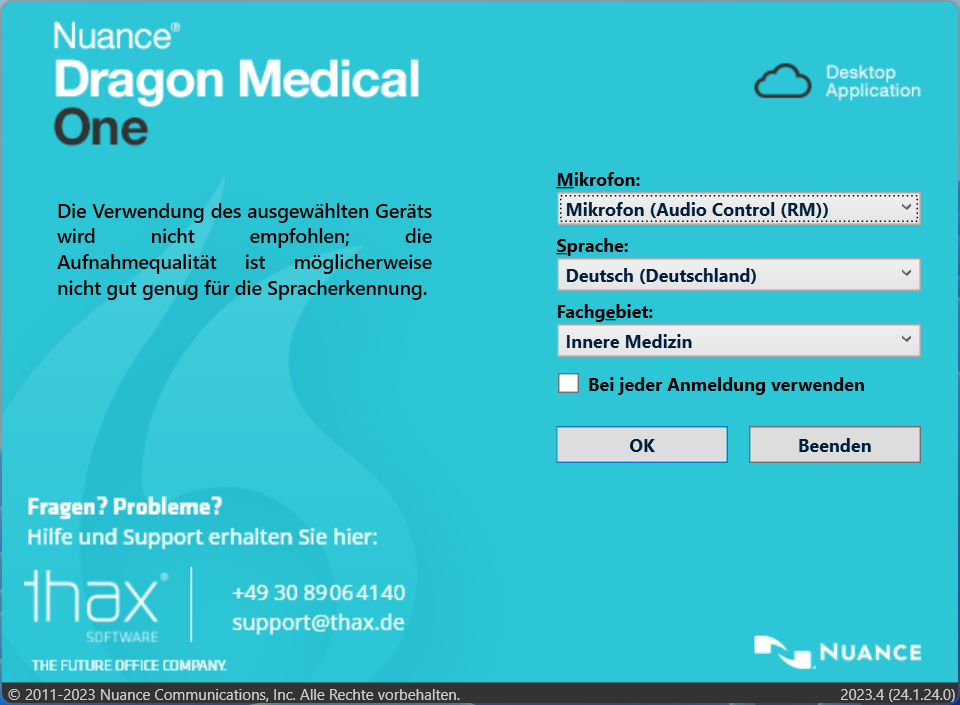 Nuance®
Dragon Medical
One
Desktop
Application
Die Verwendung des ausgewählten Geräts
wird nicht empfohlen; die
Aufnahmequalität ist möglicherweise
nicht gut genug für die Spracherkennung.
Mikrofon:
Mikrofon (Audio Control (RM))
Sprache:
Deutsch (Deutschland)
Fachgebiet:
Innere Medizin
Bei jeder Anmeldung verwenden
OK
Beenden
Fragen? Probleme?
Hilfe und Support erhalten Sie hier:
thax®
SOFTWARE
THE FUTURE OFFICE COMPANY.
+49 30 89064140
support@thax.de
NUANCE
© 2011-2023 Nuance Communications, Inc. Alle Rechte vorbehalten.
2023.4 (24.1.24.0)